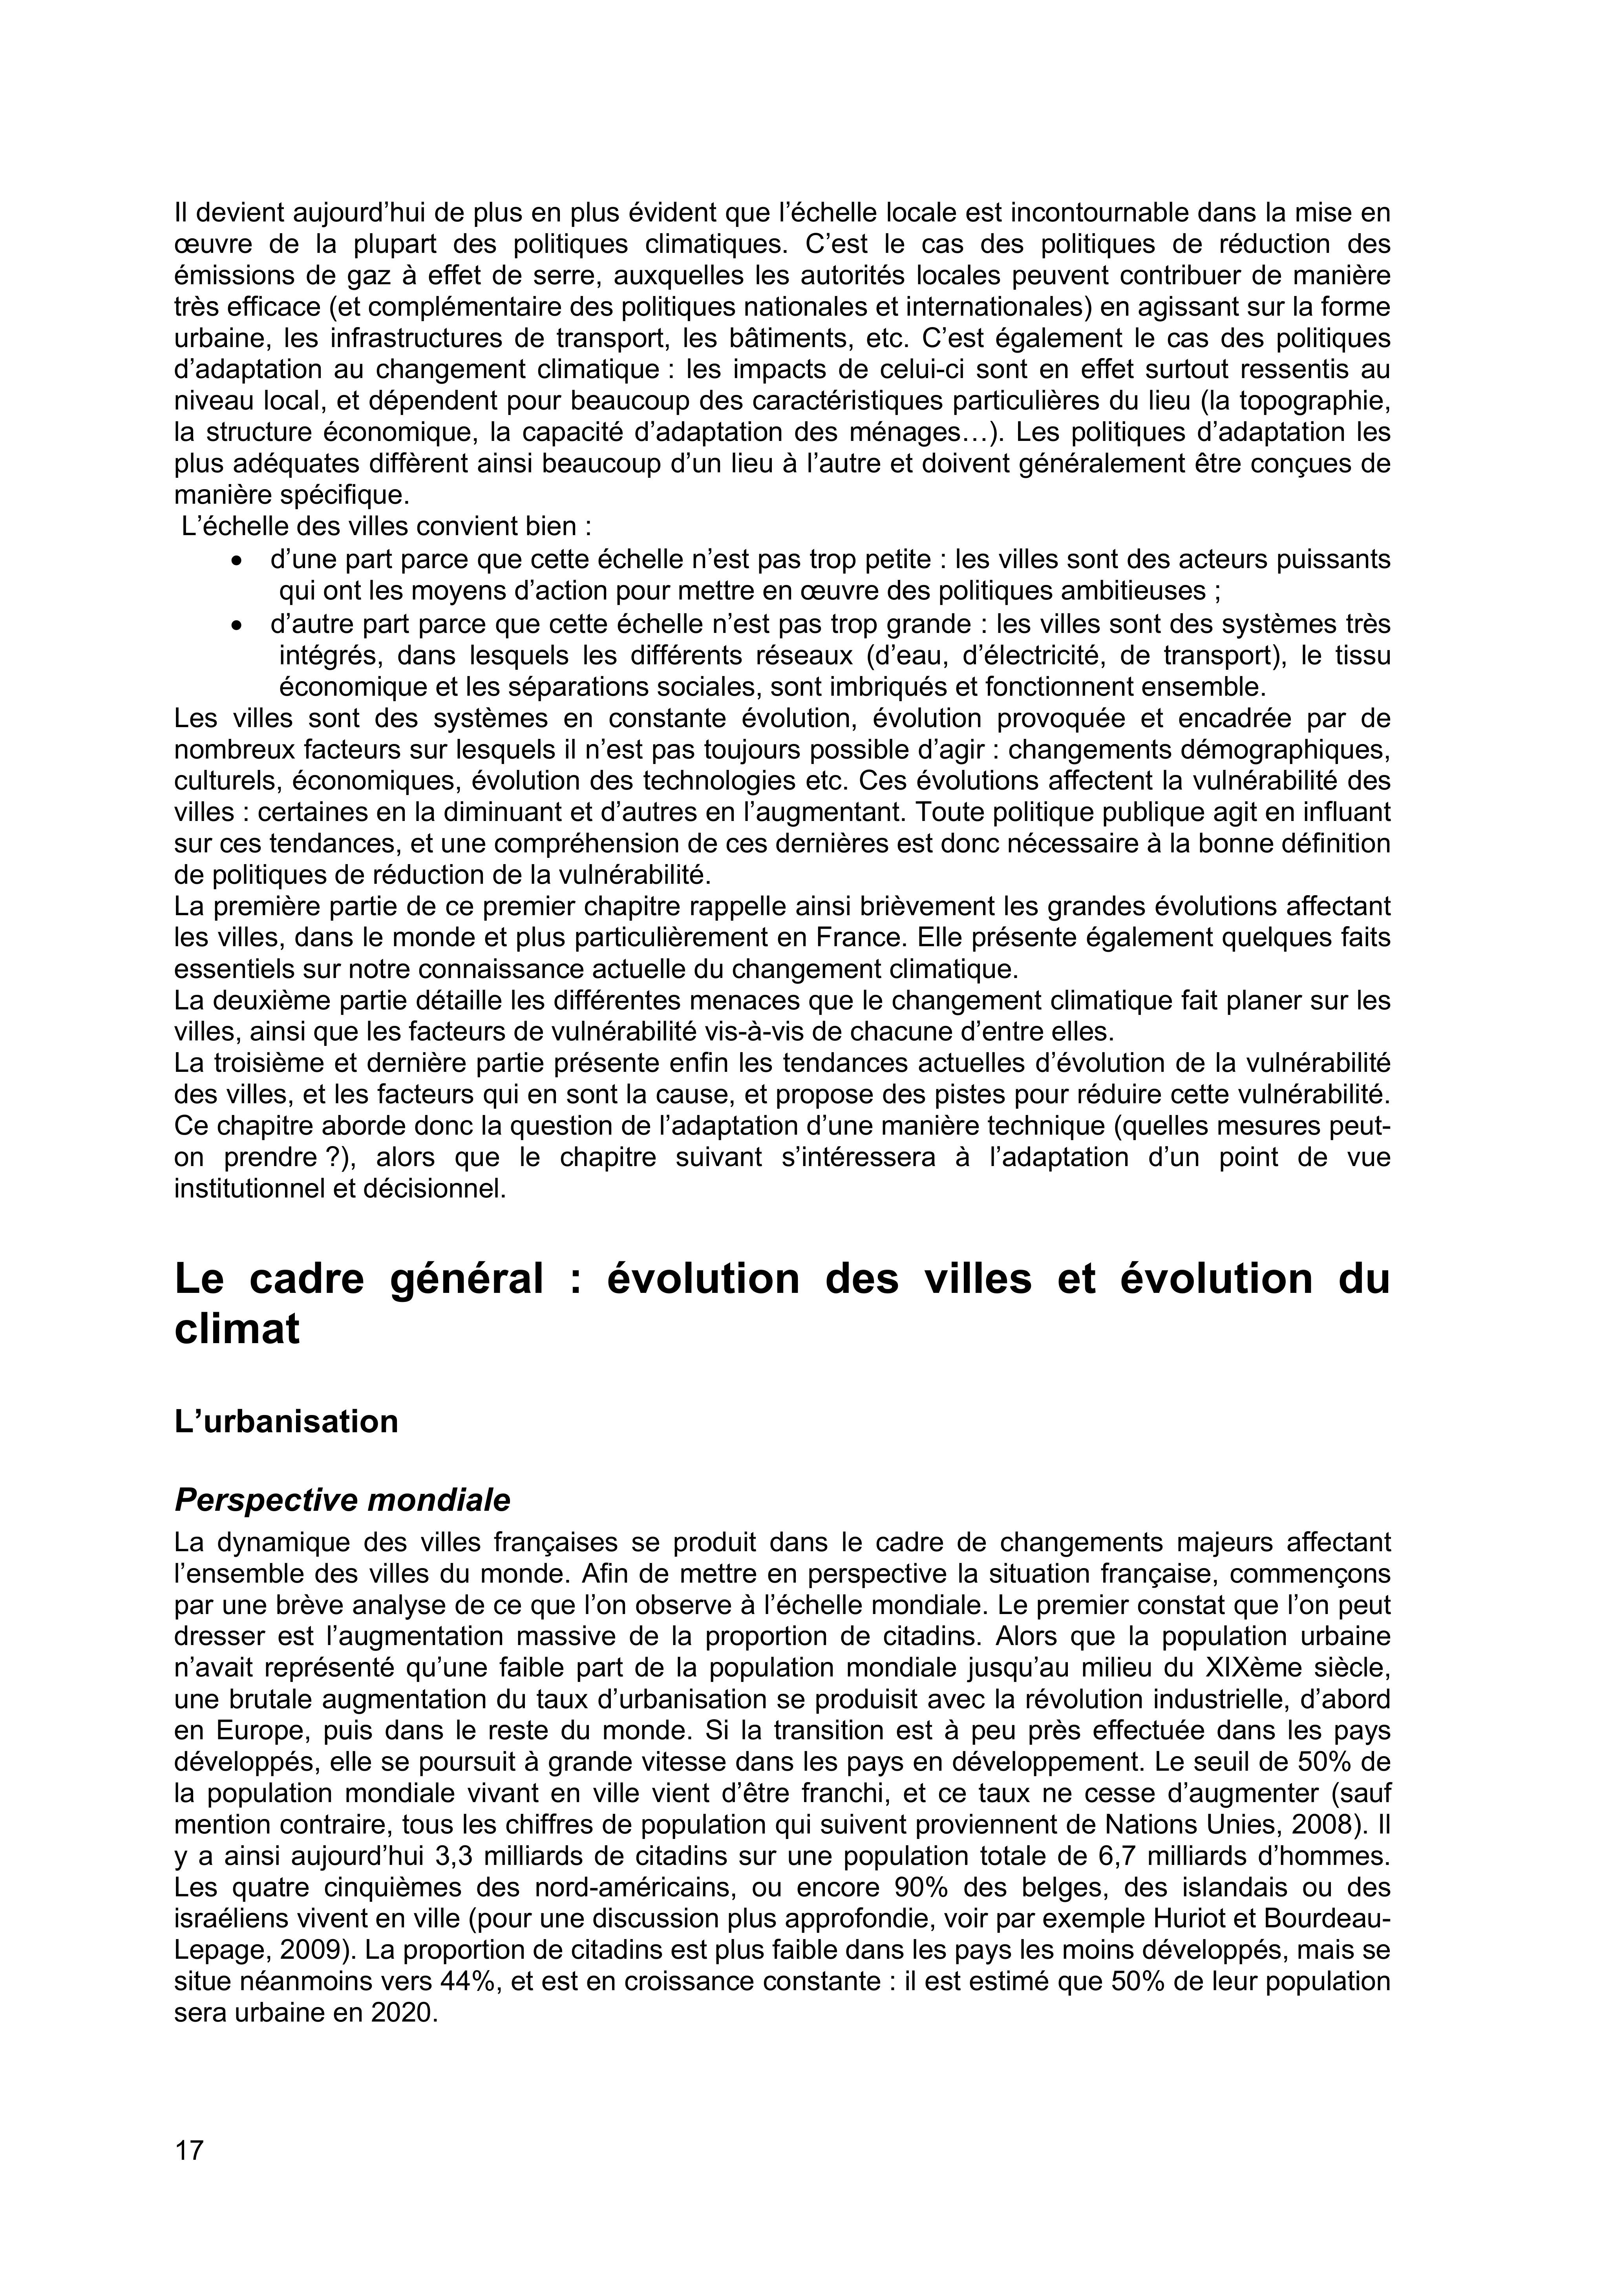 Il devient aujourd’hui de plus en plus évident que l’échelle locale est incontournable dans la mise en
œuvre de la plupart des politiques climatiques. C’est le cas des politiques de réduction des
émissions de gaz à effet de serre, auxquelles les autorités locales peuvent contribuer de manière
très efficace (et complémentaire des politiques nationales et internationales) en agissant sur la forme
urbaine, les infrastructures de transport, les bâtiments, etc. C’est également le cas des politiques
d’adaptation au changement climatique : les impacts de celui-ci sont en effet surtout ressentis au
niveau local, et dépendent pour beaucoup des caractéristiques particulières du lieu (la topographie,
la structure économique, la capacité d’adaptation des ménages…). Les politiques d’adaptation les
plus adéquates diffèrent ainsi beaucoup d’un lieu à l’autre et doivent généralement être conçues de
manière spécifique.
L’échelle des villes convient bien :
• d’une part parce que cette échelle n’est pas trop petite : les villes sont des acteurs puissants
qui ont les moyens d’action pour mettre en œuvre des politiques ambitieuses ;
• d’autre part parce que cette échelle n’est pas trop grande : les villes sont des systèmes très
intégrés, dans lesquels les différents réseaux (d’eau, d’électricité, de transport), le tissu
économique et les séparations sociales, sont imbriqués et fonctionnent ensemble.
Les villes sont des systèmes en constante évolution, évolution provoquée et encadrée par de
nombreux facteurs sur lesquels il n’est pas toujours possible d’agir : changements démographiques,
culturels, économiques, évolution des technologies etc. Ces évolutions affectent la vulnérabilité des
villes : certaines en la diminuant et d’autres en l’augmentant. Toute politique publique agit en influant
sur ces tendances, et une compréhension de ces dernières est donc nécessaire à la bonne définition
de politiques de réduction de la vulnérabilité.
La première partie de ce premier chapitre rappelle ainsi brièvement les grandes évolutions affectant
les villes, dans le monde et plus particulièrement en France. Elle présente également quelques faits
essentiels sur notre connaissance actuelle du changement climatique.
La deuxième partie détaille les différentes menaces que le changement climatique fait planer sur les
villes, ainsi que les facteurs de vulnérabilité vis-à-vis de chacune d’entre elles.
La troisième et dernière partie présente enfin les tendances actuelles d’évolution de la vulnérabilité
des villes, et les facteurs qui en sont la cause, et propose des pistes pour réduire cette vulnérabilité.
Ce chapitre aborde donc la question de l’adaptation d’une manière technique (quelles mesures peut-
on prendre ?), alors que le chapitre suivant s’intéressera à l’adaptation d’un point de vue
institutionnel et décisionnel.
Le cadre général : évolution des villes et évolution du
climat
L’urbanisation
Perspective mondiale
La dynamique des villes françaises se produit dans le cadre de changements majeurs affectant
l’ensemble des villes du monde. Afin de mettre en perspective la situation française, commençons
par une brève analyse de ce que l’on observe à l’échelle mondiale. Le premier constat que l’on peut
dresser est l’augmentation massive de la proportion de citadins. Alors que la population urbaine
n’avait représenté qu’une faible part de la population mondiale jusqu’au milieu du XIXème siècle,
une brutale augmentation du taux d’urbanisation se produisit avec la révolution industrielle, d’abord
en Europe, puis dans le reste du monde. Si la transition est à peu près effectuée dans les pays
développés, elle se poursuit à grande vitesse dans les pays en développement. Le seuil de 50% de
la population mondiale vivant en ville vient d’être franchi, et ce taux ne cesse d’augmenter (sauf
mention contraire, tous les chiffres de population qui suivent proviennent de Nations Unies, 2008). Il
y a ainsi aujourd’hui 3,3 milliards de citadins sur une population totale de 6,7 milliards d’hommes.
Les quatre cinquièmes des nord-américains, ou encore 90% des belges, des islandais ou des
israéliens vivent en ville (pour une discussion plus approfondie, voir par exemple Huriot et Bourdeau-
Lepage, 2009). La proportion de citadins est plus faible dans les pays les moins développés, mais se
situe néanmoins vers 44%, et est en croissance constante : il est estimé que 50% de leur population
sera urbaine en 2020.
17